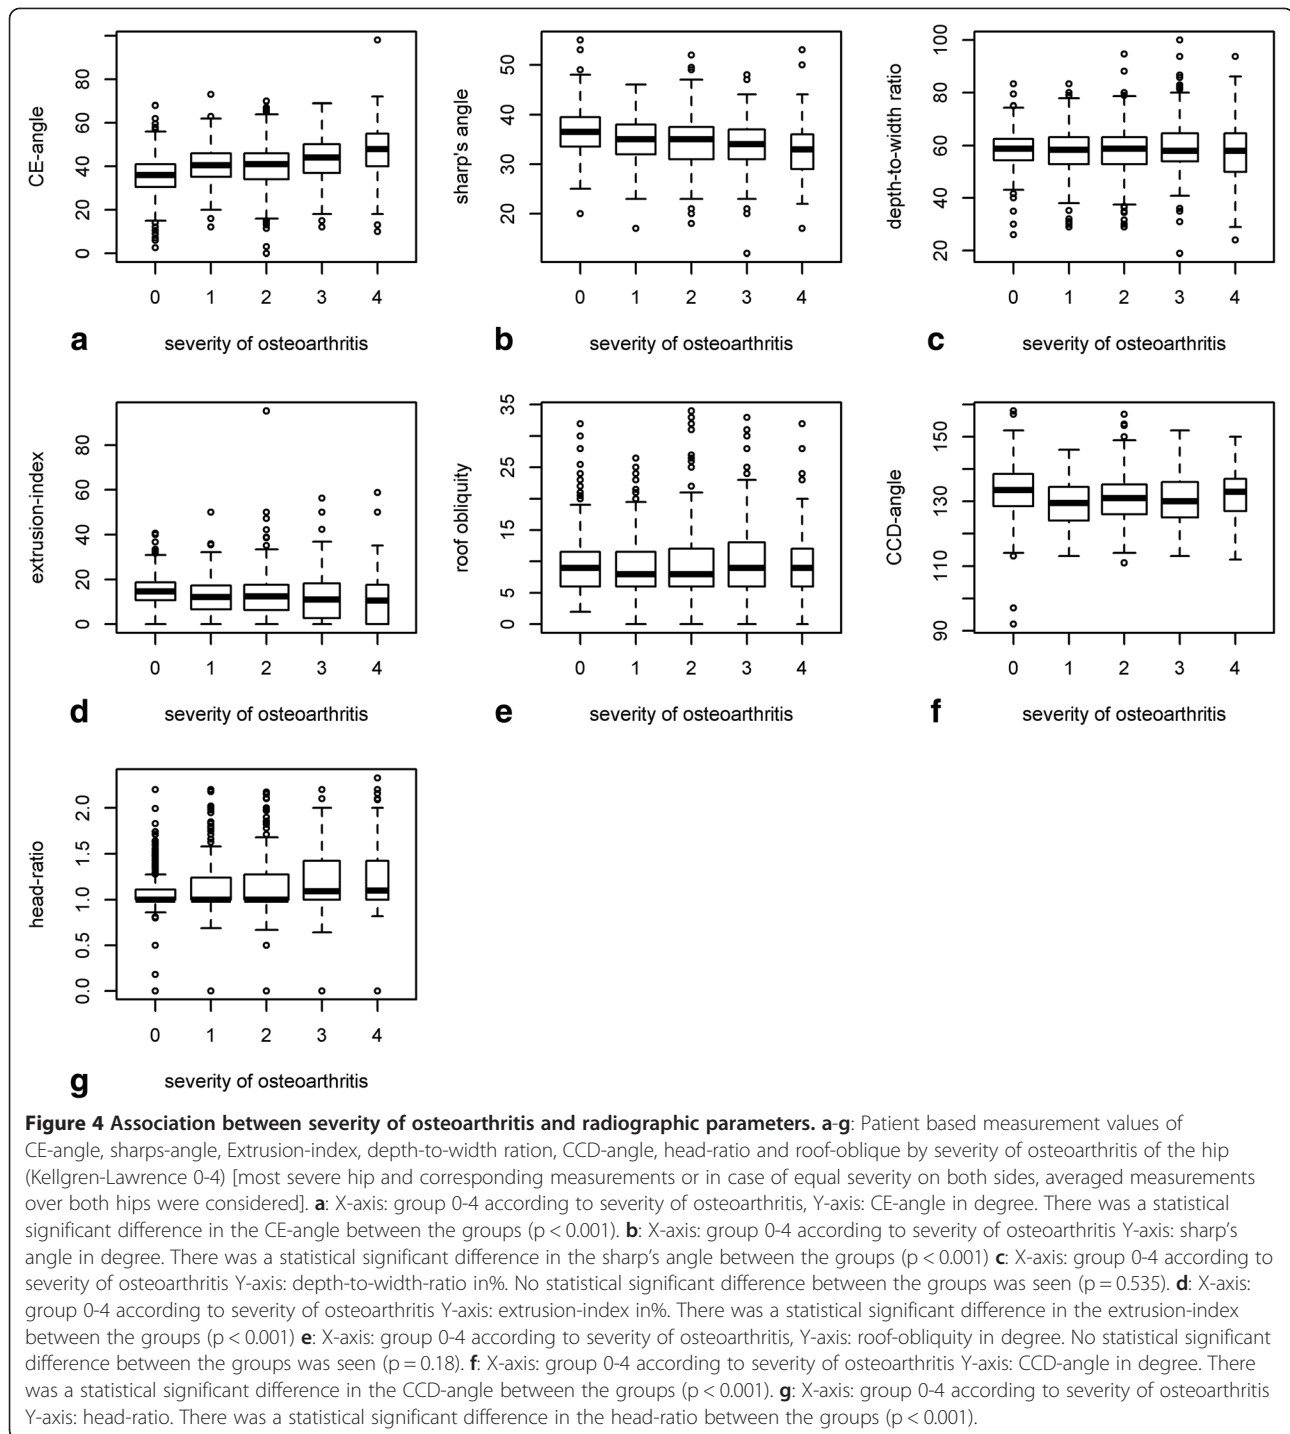 CE-angle
0 20 40 60 80
0 1 2 3 4
a severity of osteoarthritis
sharp's angle
20 30 40 50
0 1 2 3 4
b severity of osteoarthritis
depth-to-width ratio
20 40 60 80 100
0 1 2 3 4
c severity of osteoarthritis
extrusion-index
0 20 40 60 80
0 1 2 3 4
d severity of osteoarthritis
roof obliquity
0 5 15 25 35
0 1 2 3 4
e severity of osteoarthritis
CCD-angle
90 110 130 150
0 1 2 3 4
f severity of osteoarthritis
head-ratio
0.0 0.5 1.0 1.5 2.0
0 1 2 3 4
g severity of osteoarthritis
Figure 4 Association between severity of osteoarthritis and radiographic parameters. a-g: Patient based measurement values of
CE-angle, sharps-angle, Extrusion-index, depth-to-width ration, CCD-angle, head-ratio and roof-oblique by severity of osteoarthritis of the hip
(Kellgren-Lawrence 0-4) [most severe hip and corresponding measurements or in case of equal severity on both sides, averaged measurements
over both hips were considered]. a: X-axis: group 0-4 according to severity of osteoarthritis, Y-axis: CE-angle in degree. There was a statistical
significant difference in the CE-angle between the groups (p < 0.001). b: X-axis: group 0-4 according to severity of osteoarthritis Y-axis: sharp's
angle in degree. There was a statistical significant difference in the sharp's angle between the groups (p < 0.001) c: X-axis: group 0-4 according to
severity of osteoarthritis Y-axis: depth-to-width-ratio in%. No statistical significant difference between the groups was seen (p = 0.535). d: X-axis:
group 0-4 according to severity of osteoarthritis Y-axis: extrusion-index in%. There was a statistical significant difference in the extrusion-index
between the groups (p < 0.001) e: X-axis: group 0-4 according to severity of osteoarthritis, Y-axis: roof-obliquity in degree. No statistical significant
difference between the groups was seen (p = 0.18). f: X-axis: group 0-4 according to severity of osteoarthritis Y-axis: CCD-angle in degree. There
was a statistical significant difference in the CCD-angle between the groups (p < 0.001). g: X-axis: group 0-4 according to severity of osteoarthritis
Y-axis: head-ratio. There was a statistical significant difference in the head-ratio between the groups (p < 0.001).